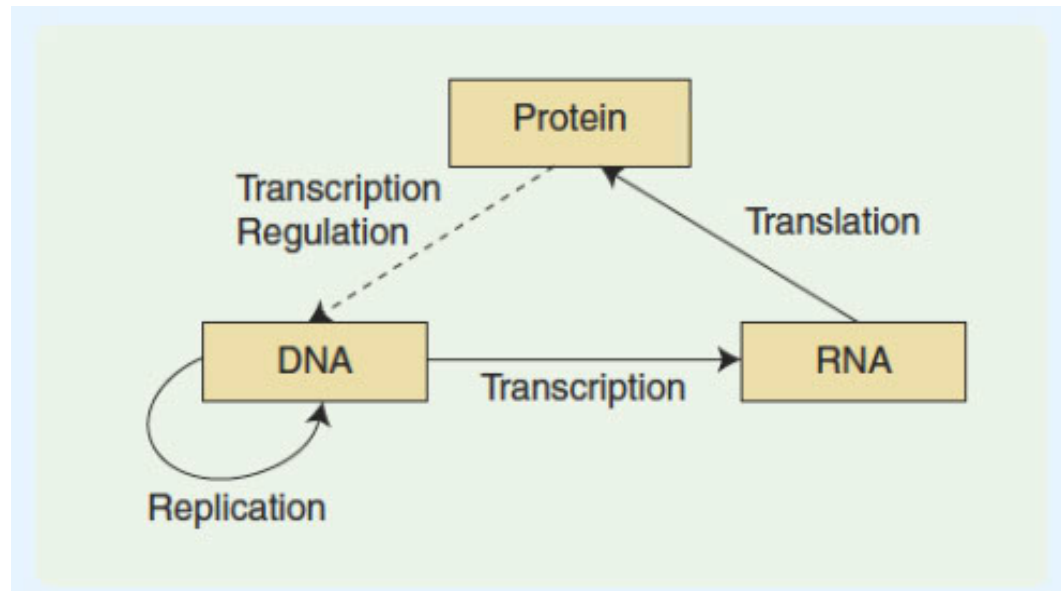 Protein
Transcription
Regulation
Translation
DNA
RNA
Transcription
Replication